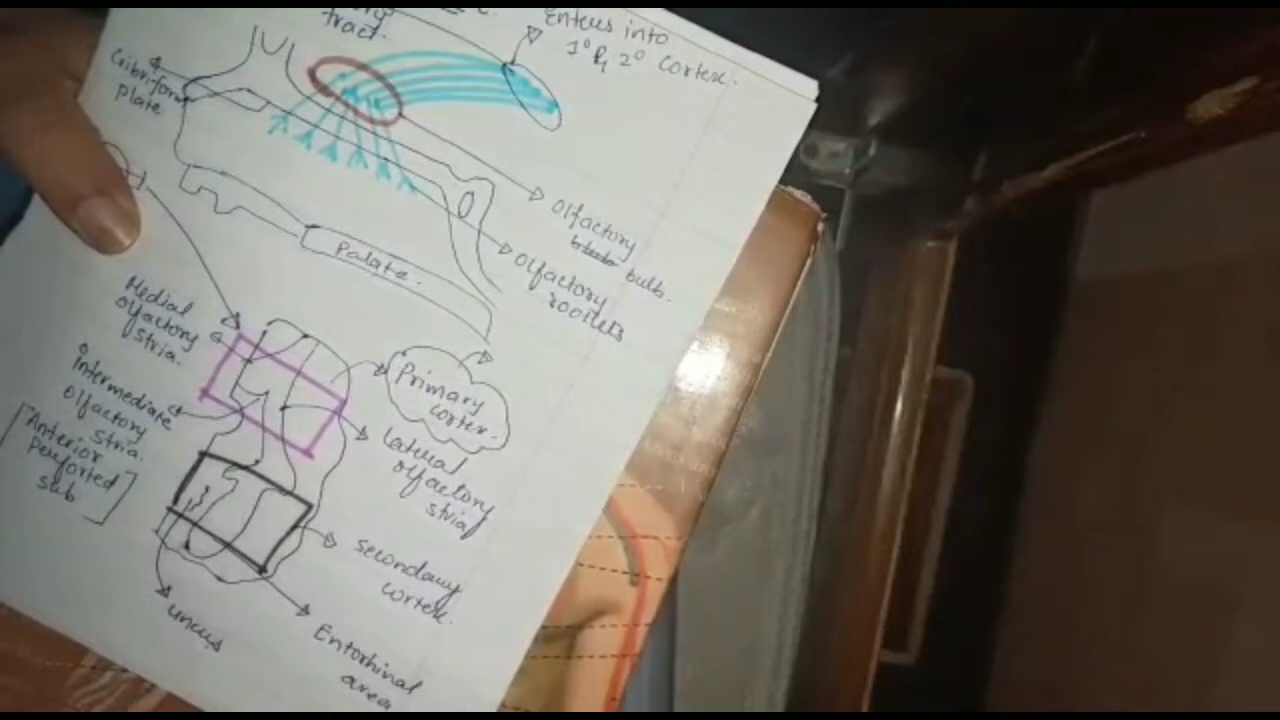 tract.
Enters into
1° & 2° cortex.
Cribriform
plate
olfactory
bulb.
olfactory
rootlets
Palate.
Medial
olfactory
stria.
Primary
cortex.
intermediate
olfactory
stria.
Anterior
Perforted
sub
lateral
olfactory
stria
secondary
cortex.
uncus
Entorhinal
area